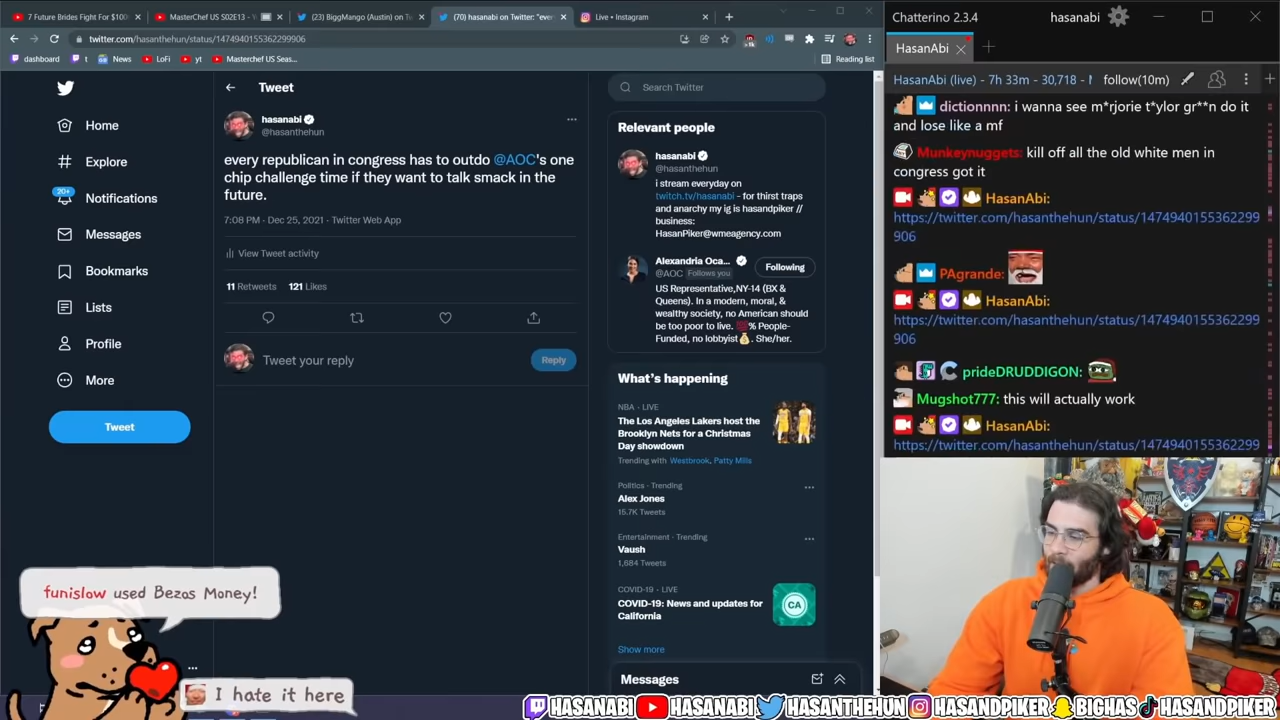 7 Future Brides Fight For $100
MasterChef US S02E13 - Y
(23) BiggMango (Austin) on Tw
(70) hasanabi on Twitter: "ever
Live • Instagram
twitter.com/hasanthehun/status/1474940155362299906
dashboard
t
News
LoFi
yt
Masterchef US Seas...
Reading list
Home
Explore
20+
Notifications
Messages
Bookmarks
Lists
Profile
More
Tweet
Tweet
hasanabi
@hasanthehun
every republican in congress has to outdo @AOC's one
chip challenge time if they want to talk smack in the
future.
7:08 PM · Dec 25, 2021 · Twitter Web App
View Tweet activity
11 Retweets 121 Likes
Tweet your reply
Reply
Search Twitter
Relevant people
hasanabi
@hasanthehun
i stream everyday on
twitch.tv/hasanabi - for thirst traps
and anarchy my ig is hasandpiker //
business:
HasanPiker@wmeagency.com
Alexandria Oca...
@AOC Follows you
Following
US Representative,NY-14 (BX &
Queens). In a modern, moral, &
wealthy society, no American should
be too poor to live. 💯% People-
Funded, no lobbyist💰. She/her.
What's happening
NBA · LIVE
The Los Angeles Lakers host the
Brooklyn Nets for a Christmas
Day showdown
Trending with Westbrook, Patty Mills
Politics · Trending
Alex Jones
15.7K Tweets
Entertainment · Trending
Vaush
1,684 Tweets
COVID-19 · LIVE
COVID-19: News and updates for
California
CA
Show more
Messages
funislow used Bezos Money!
I hate it here
Chatterino 2.3.4
hasanabi
HasanAbi
HasanAbi (live) - 7h 33m - 30,718 -
follow(10m)
dictionnnn: i wanna see m*rjorie t*ylor gr**n do it
and lose like a mf
Munkeynuggets: kill off all the old white men in
congress got it
HasanAbi:
https://twitter.com/hasanthehun/status/1474940155362299
906
PAgrande:
HasanAbi:
https://twitter.com/hasanthehun/status/1474940155362299
906
prideDRUDDIGON:
Mugshot777: this will actually work
HasanAbi:
https://twitter.com/hasanthehun/status/1474940155362299
HASANABI HASANABI HASANTHEHUN HASANDPIKER BIGHAS HASANDPIKER